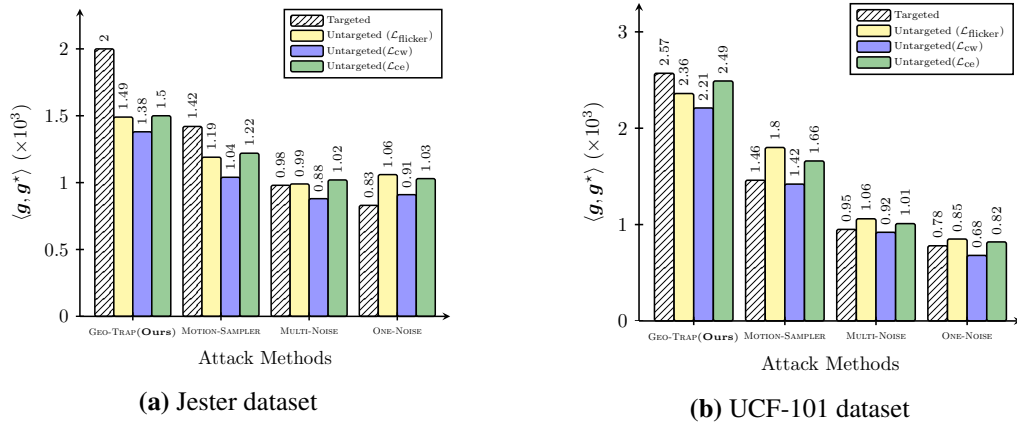 Targeted
Untargeted (ℒflicker)
Untargeted(ℒcw)
Untargeted(ℒce)
⟨g, g⋆⟩ (×10³)
2
1.5
1
0.5
0
2
1.49
1.38
1.5
1.42
1.19
1.04
1.22
0.98
0.99
0.88
1.02
0.83
1.06
0.91
1.03
GEO-TRAP(Ours) MOTION-SAMPLER MULTI-NOISE ONE-NOISE
Attack Methods
(a) Jester dataset
Targeted
Untargeted (ℒflicker)
Untargeted(ℒcw)
Untargeted(ℒce)
⟨g, g⋆⟩ (×10³)
3
2
1
0
2.57
2.36
2.21
2.49
1.46
1.8
1.42
1.66
0.95
1.06
0.92
1.01
0.78
0.85
0.68
0.82
GEO-TRAP(Ours) MOTION-SAMPLER MULTI-NOISE ONE-NOISE
Attack Methods
(b) UCF-101 dataset